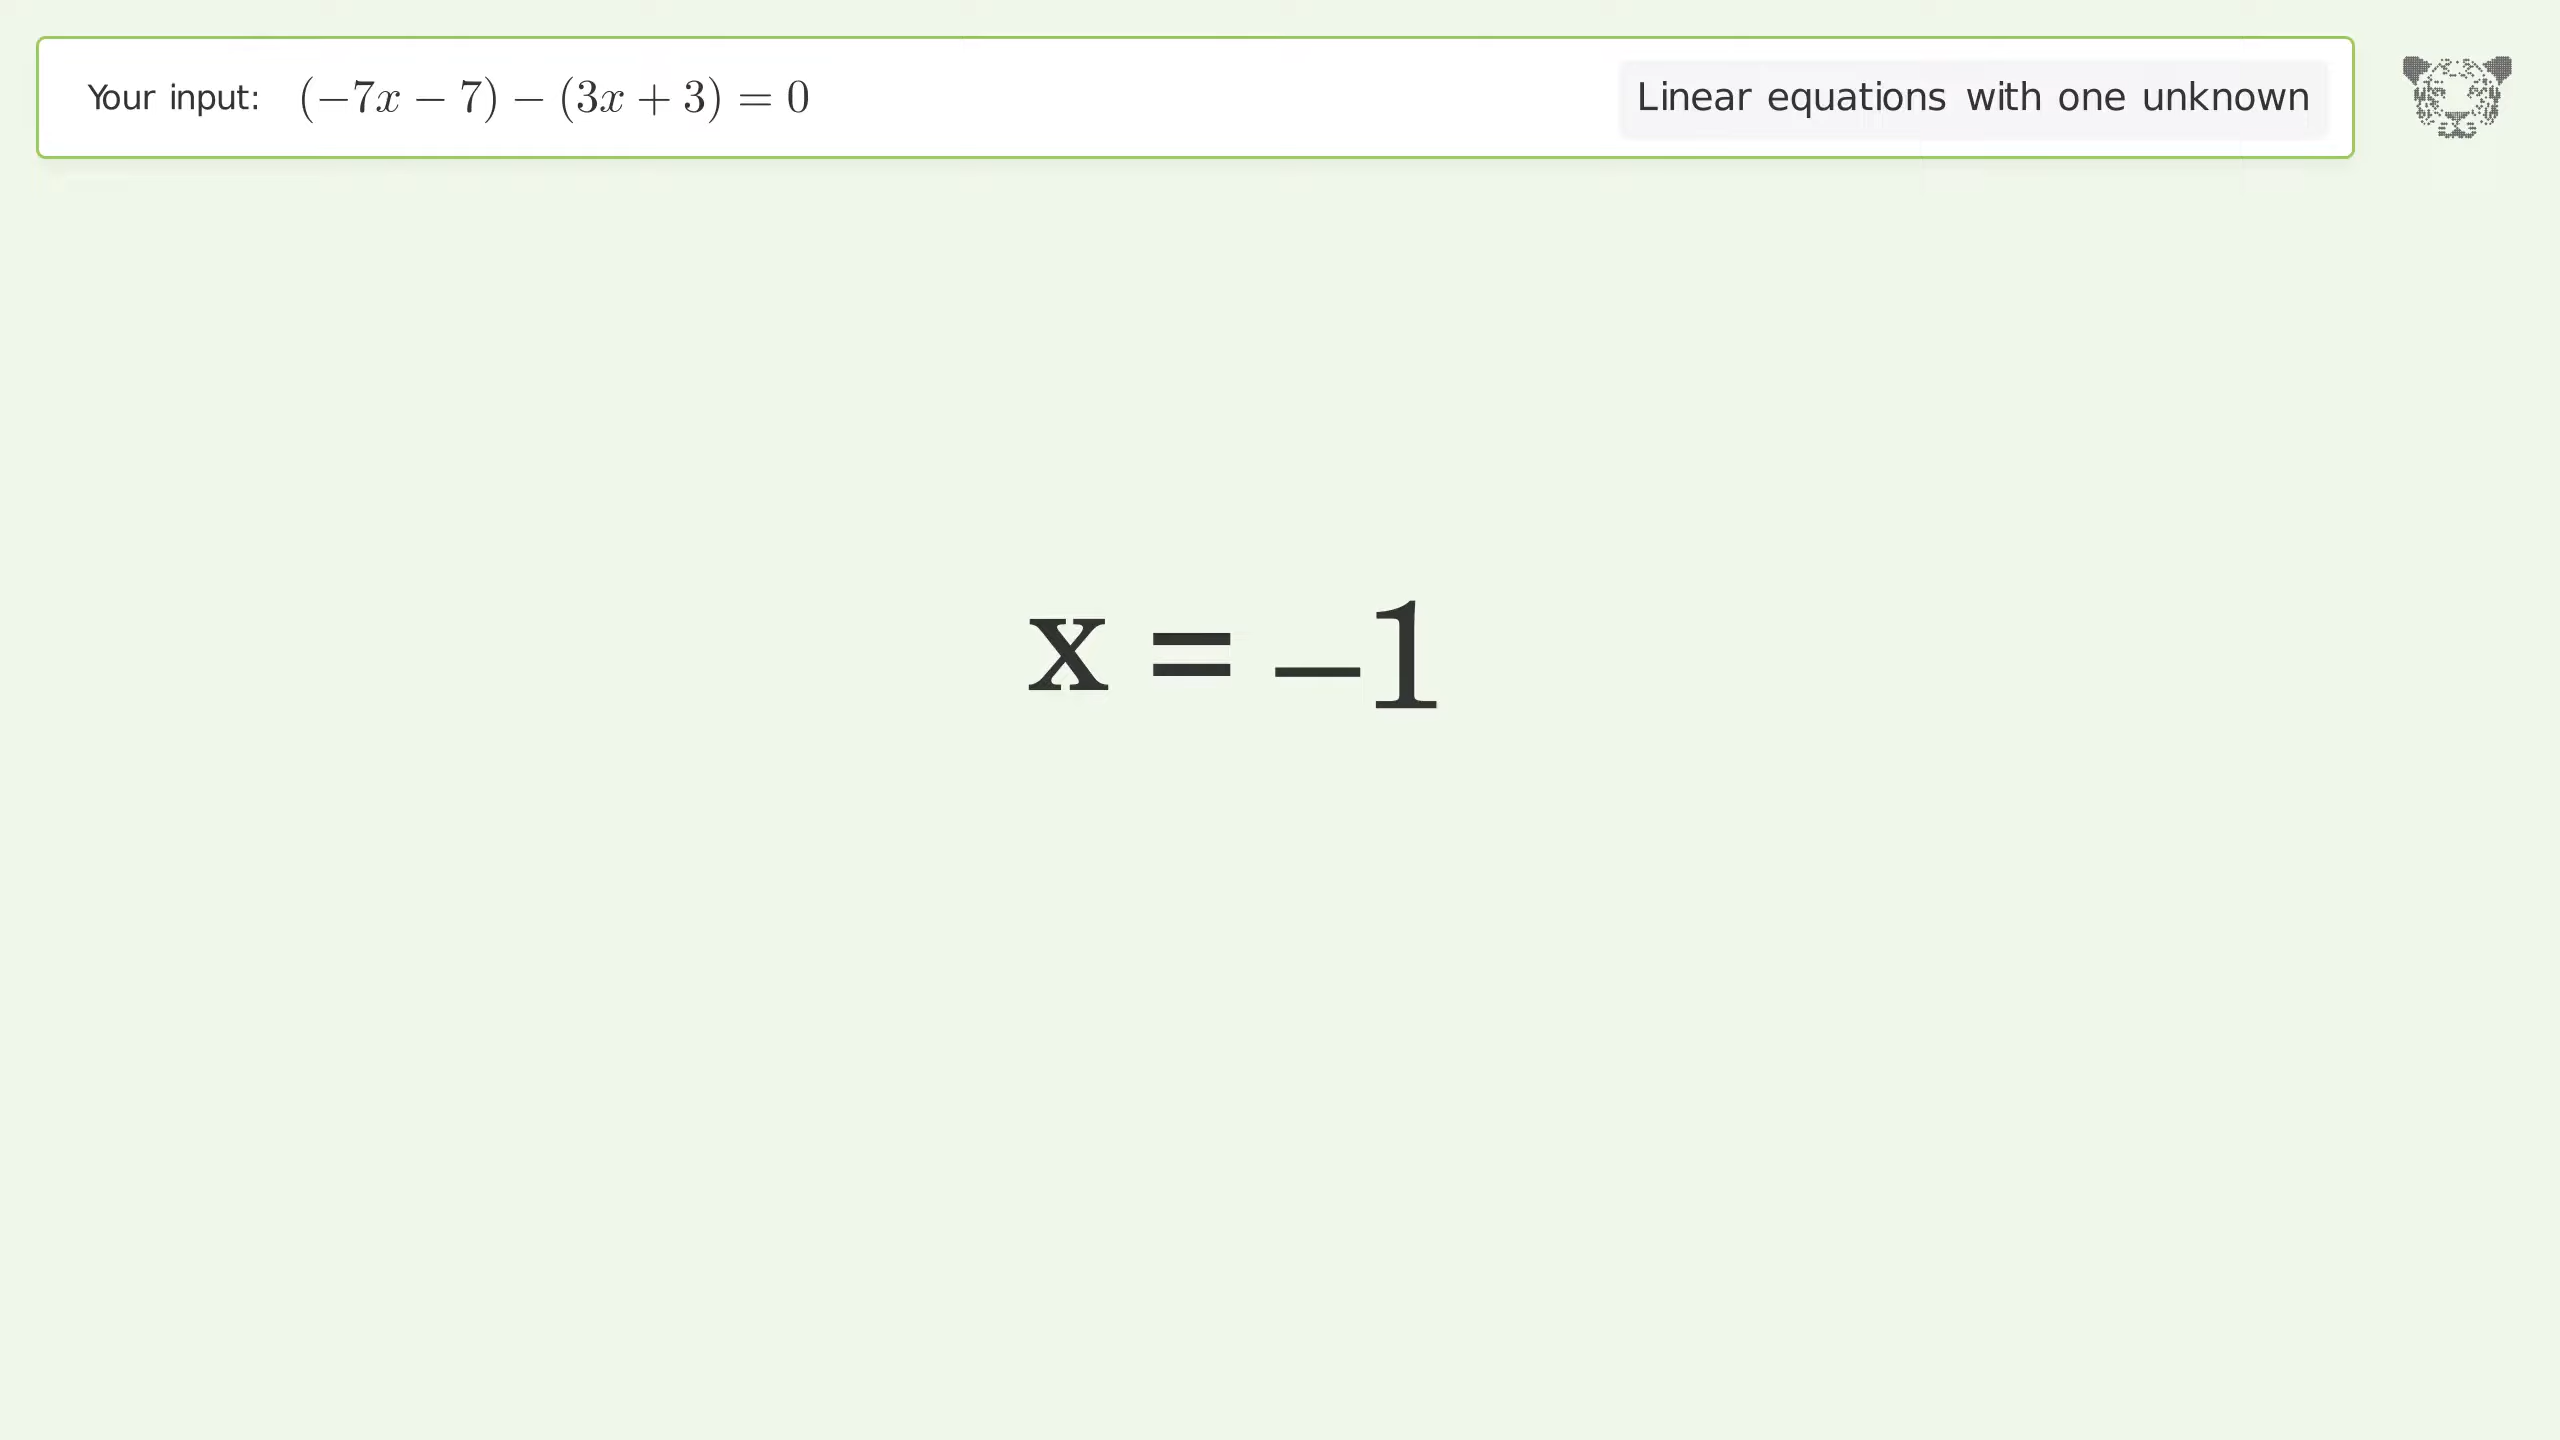 Your input: (−7x − 7) − (3x + 3) = 0
Linear equations with one unknown
x = −1